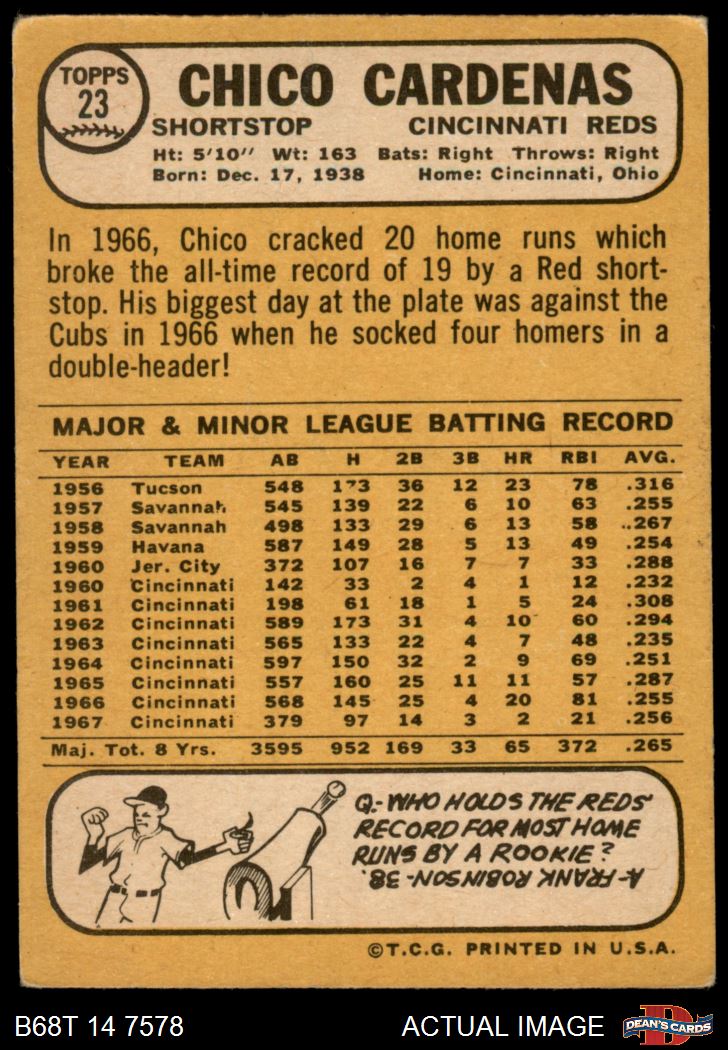 TOPPS
23
CHICO CARDENAS
SHORTSTOP CINCINNATI REDS
Ht: 5'10" Wt: 163 Bats: Right Throws: Right
Born: Dec. 17, 1938 Home: Cincinnati, Ohio
In 1966, Chico cracked 20 home runs which
broke the all-time record of 19 by a Red short-
stop. His biggest day at the plate was against the
Cubs in 1966 when he socked four homers in a
double-header!
MAJOR & MINOR LEAGUE BATTING RECORD
YEAR TEAM AB H 2B 3B HR RBI AVG.
1956 Tucson 548 173 36 12 23 78 .316
1957 Savannah 545 139 22 6 10 63 .255
1958 Savannah 498 133 29 6 13 58 .267
1959 Havana 587 149 28 5 13 49 .254
1960 Jer. City 372 107 16 7 7 33 .288
1960 Cincinnati 142 33 2 4 1 12 .232
1961 Cincinnati 198 61 18 1 5 24 .308
1962 Cincinnati 589 173 31 4 10 60 .294
1963 Cincinnati 565 133 22 4 7 48 .235
1964 Cincinnati 597 150 32 2 9 69 .251
1965 Cincinnati 557 160 25 11 11 57 .287
1966 Cincinnati 568 145 25 4 20 81 .255
1967 Cincinnati 379 97 14 3 2 21 .256
Maj. Tot. 8 Yrs. 3595 952 169 33 65 372 .265
Q.-WHO HOLDS THE REDS'
RECORD FOR MOST HOME
RUNS BY A ROOKIE?
A-FRANK ROBINSON-38.
©T.C.G. PRINTED IN U.S.A.
B68T 14 7578 ACTUAL IMAGE
D
DEAN'S CARDS